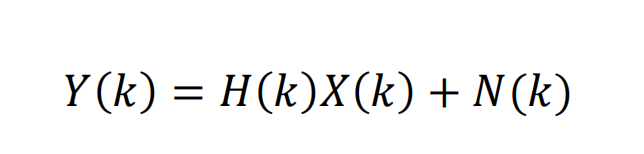 Y(k) = H(k)X(k) + N(k)